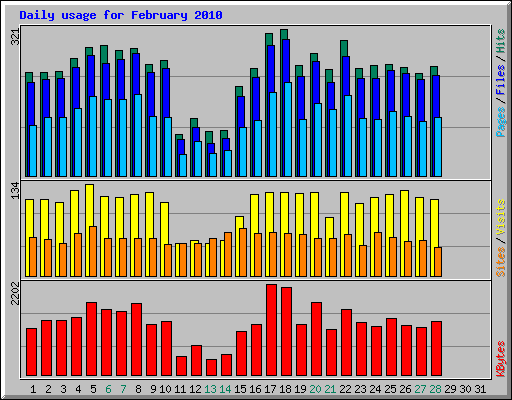 Daily usage for February 2010
321
Pages / Files / Hits
134
Sites / Visits
2202
KBytes
1 2 3 4 5 6 7 8 9 10 11 12 13 14 15 16 17 18 19 20 21 22 23 24 25 26 27 28 29 30 31